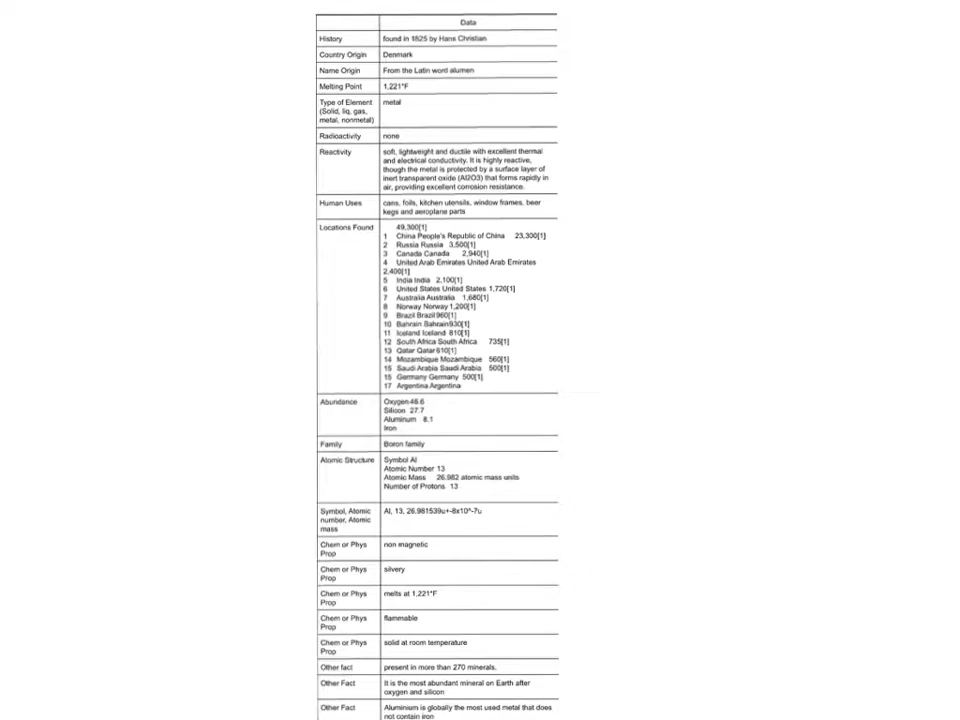 Data
History found in 1825 by Hans Christian
Country Origin Denmark
Name Origin From the Latin word alumen
Melting Point 1,221°F
Type of Element metal
(Solid, liq, gas,
metal, nonmetal)
Radioactivity none
Reactivity soft, lightweight and ductile with excellent thermal
and electrical conductivity. It is highly reactive,
though the metal is protected by a surface layer of
inert transparent oxide (Al2O3) that forms rapidly in
air, providing excellent corrosion resistance.
Human Uses cans, foils, kitchen utensils, window frames, beer
kegs and aeroplane parts
Locations Found 49,300[1]
1 China People's Republic of China 23,300[1]
2 Russia Russia 3,500[1]
3 Canada Canada 2,940[1]
4 United Arab Emirates United Arab Emirates
2,400[1]
5 India India 2,100[1]
6 United States United States 1,720[1]
7 Australia Australia 1,680[1]
8 Norway Norway 1,200[1]
9 Brazil Brazil 960[1]
10 Bahrain Bahrain930[1]
11 Iceland Iceland 810[1]
12 South Africa South Africa 735[1]
13 Qatar Qatar 610[1]
14 Mozambique Mozambique 560[1]
15 Saudi Arabia Saudi Arabia 500[1]
15 Germany Germany 500[1]
17 Argentina Argentina
Abundance Oxygen 46.6
Silicon 27.7
Aluminum 8.1
Iron
Family Boron family
Atomic Structure Symbol Al
Atomic Number 13
Atomic Mass 26.982 atomic mass units
Number of Protons 13
Symbol, Atomic Al, 13, 26.981539u+-8x10^-7u
number, Atomic
mass
Chem or Phys non magnetic
Prop
Chem or Phys silvery
Prop
Chem or Phys melts at 1,221°F
Prop
Chem or Phys flammable
Prop
Chem or Phys solid at room temperature
Prop
Other fact present in more than 270 minerals.
Other Fact It is the most abundant mineral on Earth after
oxygen and silicon
Other Fact Aluminium is globally the most used metal that does
not contain iron